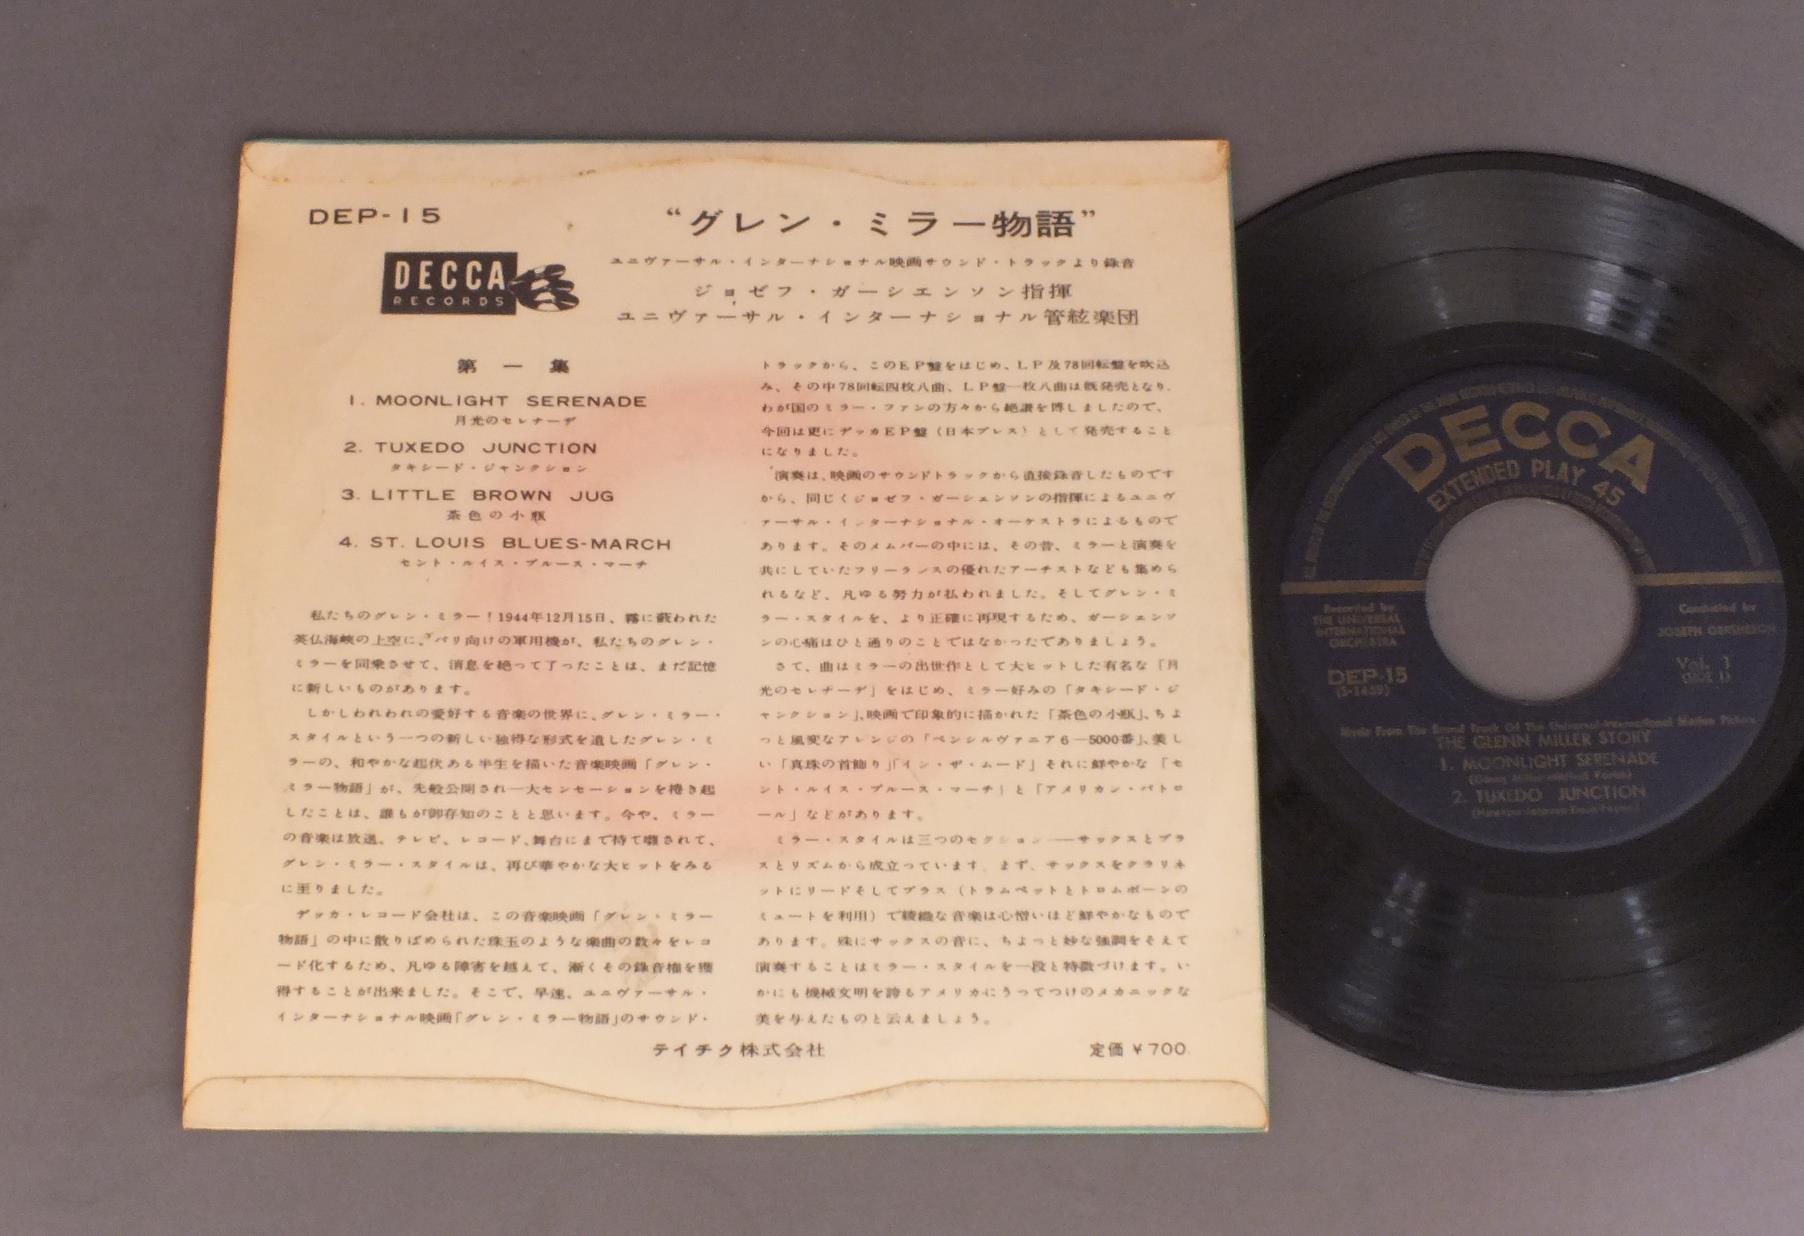 DEP-15
“グレン・ミラー物語”
DECCA
RECORDS
ユニヴァーサル・インターナショナル映画サウンド・トラックより録音
ジョゼフ・ガーシエンソン指揮
ユニヴァーサル・インターナショナル管絃楽団
第一集
1. MOONLIGHT SERENADE
月光のセレナーデ
2. TUXEDO JUNCTION
タキシード・ジャンクション
3. LITTLE BROWN JUG
茶色の小瓶
4. ST. LOUIS BLUES-MARCH
セント・ルイス・ブルース・マーチ
私たちのグレン・ミラー！1944年12月15日、霧に蔽われた
英仏海峡の上空に、パリ向けの軍用機が、私たちのグレン・
ミラーを同乗させて、消息を絶って了ったことは、まだ記憶
に新しいものがあります。
しかしわれわれの愛好する音楽の世界に、グレン・ミラー・
スタイルという一つの新しい独得な形式を遺したグレン・ミ
ラーの、和やかな起伏ある半生を描いた音楽映画「グレン・
ミラー物語」が、先般公開され一大センセーションを捲き起
したことは、誰もが御存知のことと思います。今や、ミラー
の音楽は放送、テレビ、レコード、舞台にまで持て囃されて、
グレン・ミラー・スタイルは、再び華やかな大ヒットをみる
に至りました。
デッカ・レコード会社は、この音楽映画「グレン・ミラー
物語」の中に散りばめられた珠玉のような楽曲の数々をレコ
ード化するため、凡ゆる障害を越えて、漸くその録音権を獲
得することが出来ました。そこで、早速、ユニヴァーサル・
インターナショナル映画「グレン・ミラー物語」のサウンド・
トラックから、このEP盤をはじめ、LP及78回転盤を吹込
み、その中78回転四枚八曲、LP盤一枚八曲は既発売となり、
わが国のミラー・ファンの方々から絶讃を博しましたので、
今回は更にデッカEP盤（日本プレス）として発売すること
になりました。
演奏は、映画のサウンドトラックから直接録音したものです
から、同じくジョゼフ・ガーシェンソンの指揮によるユニヴ
ァーサル・インターナショナル・オーケストラによるもので
あります。そのメムバーの中には、その昔、ミラーと演奏を
共にしていたフリーランスの優れたアーチストなども集めら
れるなど、凡ゆる努力が払われました。そしてグレン・ミ
ラー・スタイルを、より正確に再現するため、ガーシエンソ
ンの心痛はひと通りのことではなかったでありましょう。
さて、曲はミラーの出世作として大ヒットした有名な「月
光のセレナーデ」をはじめ、ミラー好みの「タキシード・ジ
ャンクション」、映画で印象的に描かれた「茶色の小瓶」、ちょ
っと風変なアレンジの「ペンシルヴァニア6―5000番」、美し
い「真珠の首飾り」「イン・ザ・ムード」それに鮮やかな「セ
ント・ルイス・ブルース・マーチ」と「アメリカン・パトロ
ール」などがあります。
ミラー・スタイルは三つのセクション――サックスとブラ
スとリズムから成立っています。まず、サックスをクラリネ
ットにリードそしてブラス（トラムペットとトロムボーンの
ミュートを利用）で繊細な音楽は心憎いほど鮮やかなもので
あります。殊にサックスの音に、ちょっと妙な強調をそえて
演奏することはミラー・スタイルを一段と特徴づけます。い
かにも機械文明を誇るアメリカにうってつけのメカニックな
美を与えたものと云えましょう。
テイチク株式会社
定価 ¥700
DECCA
EXTENDED PLAY 45
Recorded by
THE UNIVERSAL
INTERNATIONAL
ORCHESTRA
DEP-15
(S-1459)
Conducted by
JOSEPH GERSHENSON
Music From The Sound Track Of The Universal-International Motion Picture
THE GLENN MILLER STORY
1. MOONLIGHT SERENADE
2. TUXEDO JUNCTION